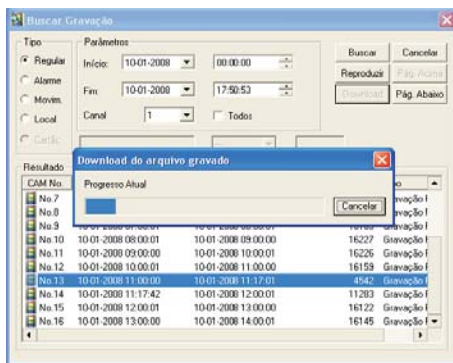 Buscar Gravação
Tipo
Regular
Alarme
Movim.
Local
Cartão
Parâmetros
Início: 10-01-2008 00:00:00
Fim: 10-01-2008 17:50:53
Canal 1 Todos
Buscar Cancelar
Reproduzir Pág. Acima
Download Pág. Abaixo
Resultado
CAM No.
Download do arquivo gravado
Progresso Atual
Cancelar
No.7
No.8
No.9
No.10 10-01-2008 08:00:01 10-01-2008 09:00:00 16227 Gravação
No.11 10-01-2008 09:00:00 10-01-2008 10:00:01 16226 Gravação
No.12 10-01-2008 10:00:01 10-01-2008 11:00:00 16159 Gravação
No.13 10-01-2008 11:00:00 10-01-2008 11:17:01 4542 Gravação
No.14 10-01-2008 11:17:42 10-01-2008 12:00:01 11283 Gravação
No.15 10-01-2008 12:00:01 10-01-2008 13:00:00 16122 Gravação
No.16 10-01-2008 13:00:00 10-01-2008 14:00:01 16145 Gravação